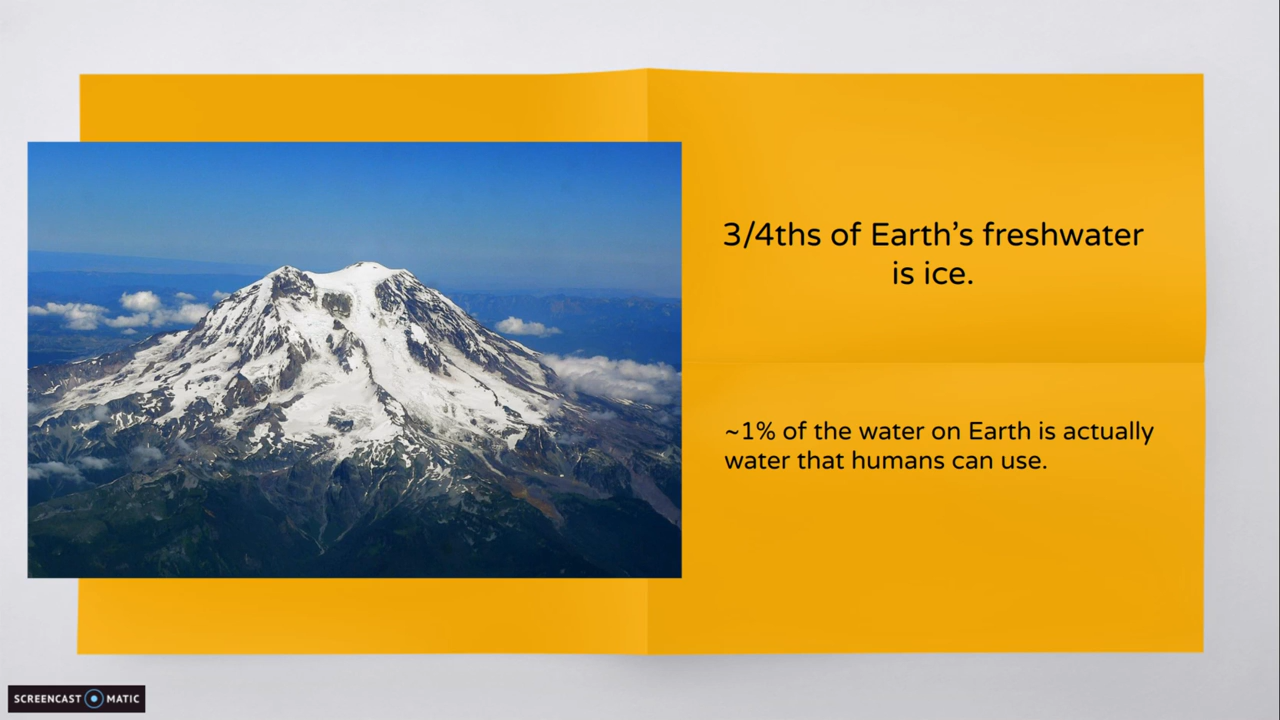 3/4ths of Earth’s freshwater
is ice.
~1% of the water on Earth is actually
water that humans can use.
SCREENCAST MATIC